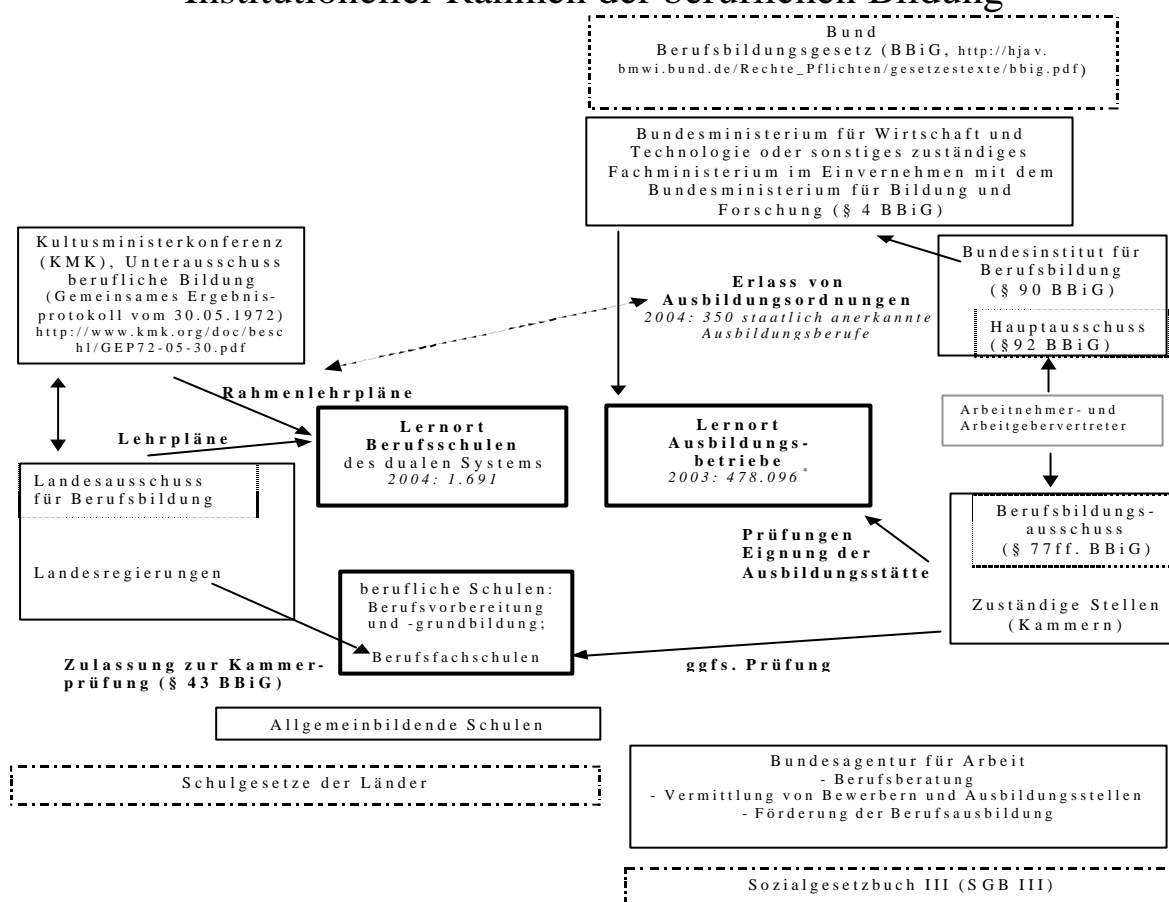 Institutioneller Rahmen der beruflichen Bildung
Bund
Berufsbildungsgesetz (BBiG, http://hjav.
bmwi.bund.de/Rechte_Pflichten/gesetzestexte/bbig.pdf)
Bundesministerium für Wirtschaft und
Technologie oder sonstiges zuständiges
Fachministerium im Einvernehmen mit dem
Bundesministerium für Bildung und
Forschung (§ 4 BBiG)
Kultusministerkonferenz
(KMK), Unterausschuss
berufliche Bildung
(Gemeinsames Ergebnis-
protokoll vom 30.05.1972)
http://www.kmk.org/doc/besc
hl/GEP72-05-30.pdf
Bundesinstitut für
Berufsbildung
(§ 90 BBiG)
Hauptausschuss
(§92 BBiG)
Erlass von
Ausbildungsordnungen
2004: 350 staatlich anerkannte
Ausbildungsberufe
Rahmenlehrpläne
Lehrpläne
Lernort
Berufsschulen
des dualen Systems
2004: 1.691
Lernort
Ausbildungs-
betriebe
2003: 478.096*
Arbeitnehmer- und
Arbeitgebervertreter
Landesausschuss
für Berufsbildung
Landesregierungen
Berufsbildungs-
ausschuss
(§ 77ff. BBiG)
Zuständige Stellen
(Kammern)
Prüfungen
Eignung der
Ausbildungsstätte
berufliche Schulen:
Berufsvorbereitung
und -grundbildung;
Berufsfachschulen
Zulassung zur Kammer-
prüfung (§ 43 BBiG)
ggfs. Prüfung
Allgemeinbildende Schulen
Schulgesetze der Länder
Bundesagentur für Arbeit
- Berufsberatung
- Vermittlung von Bewerbern und Ausbildungsstellen
- Förderung der Berufsausbildung
Sozialgesetzbuch III (SGB III)